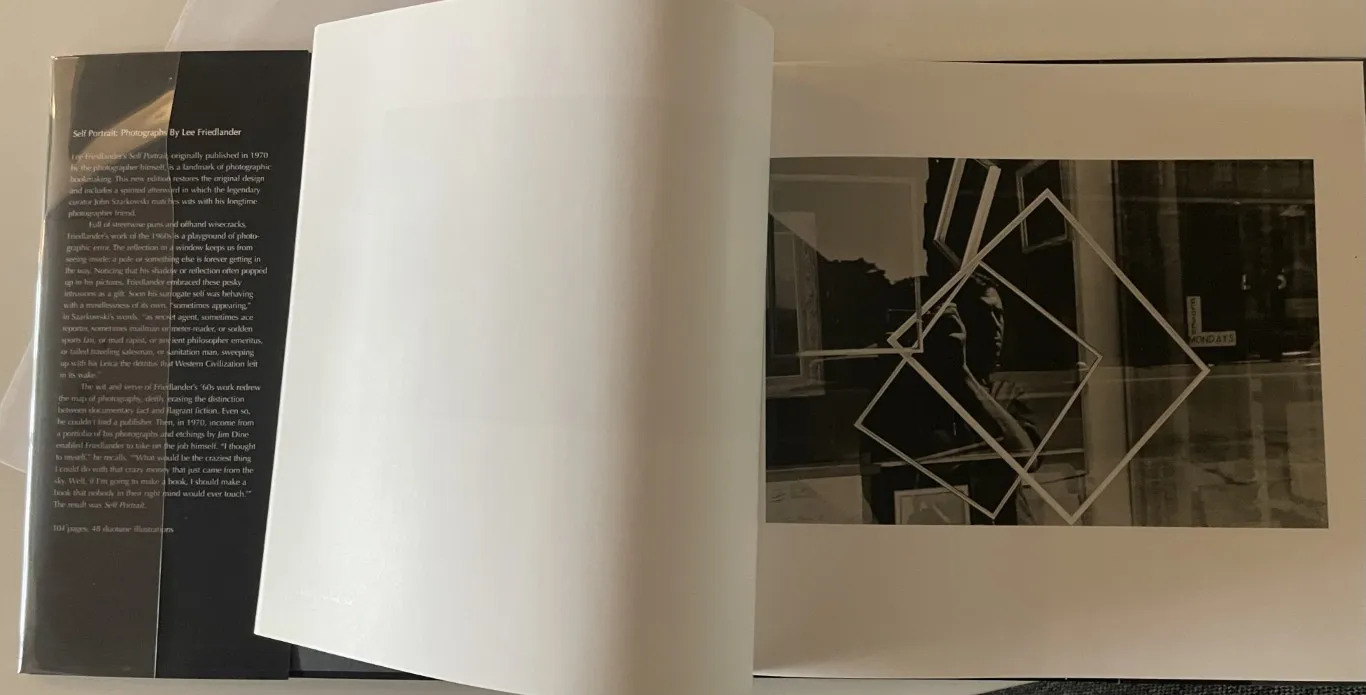 Self Portrait: Photographs By Lee Friedlander
Lee Friedlander's Self Portrait, originally published in 1970
by the photographer himself, is a landmark of photographic
bookmaking. This new edition restores the original design
and includes a spirited afterword in which the legendary
curator John Szarkowski matches wits with his longtime
photographer friend.
Full of streetwise puns and offhand wisecracks,
Friedlander's work of the 1960s is a playground of photo-
graphic error. The reflection in a window keeps us from
seeing inside; a pole or something else is forever getting in
the way. Noticing that his shadow or reflection often popped
up in his pictures, Friedlander embraced these pesky
intrusions as a gift. Soon his surrogate self was behaving
with a mindlessness of its own, "sometimes appearing,"
in Szarkowski's words, "as secret agent, sometimes ace
reporter, sometimes mailman or meter-reader, or sodden
sports fan, or mad rapist, or ancient philosopher emeritus,
or failed traveling salesman, or sanitation man, sweeping
up with his Leica the detritus that Western Civilization left
in its wake."
The wit and verve of Friedlander's '60s work redrew
the map of photography, deftly erasing the distinction
between documentary fact and flagrant fiction. Even so,
he couldn't find a publisher. Then, in 1970, income from
a portfolio of his photographs and etchings by Jim Dine
enabled Friedlander to take on the job himself. "I thought
to myself," he recalls, "'What would be the craziest thing
I could do with that crazy money that just came from the
sky. Well, if I'm going to make a book, I should make a
book that nobody in their right mind would ever touch.'"
The result was Self Portrait.
104 pages; 48 duotone illustrations
MONDAYS